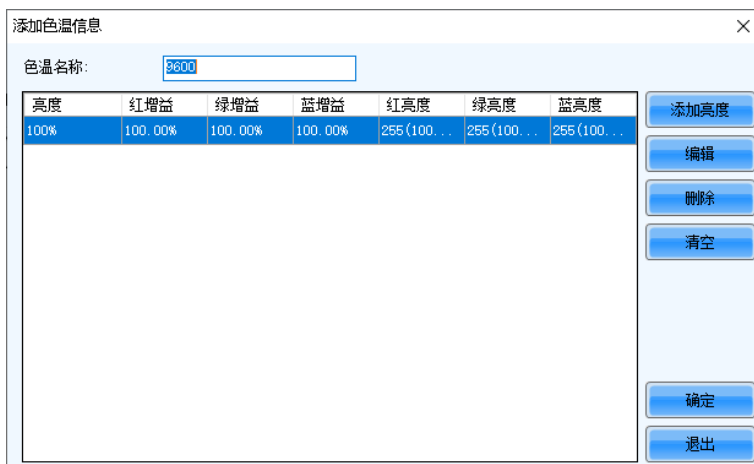 添加色温信息
色温名称: 9600
亮度 红增益 绿增益 蓝增益 红亮度 绿亮度 蓝亮度
100% 100.00% 100.00% 100.00% 255(100... 255(100... 255(100...
添加亮度
编辑
删除
清空
确定
退出